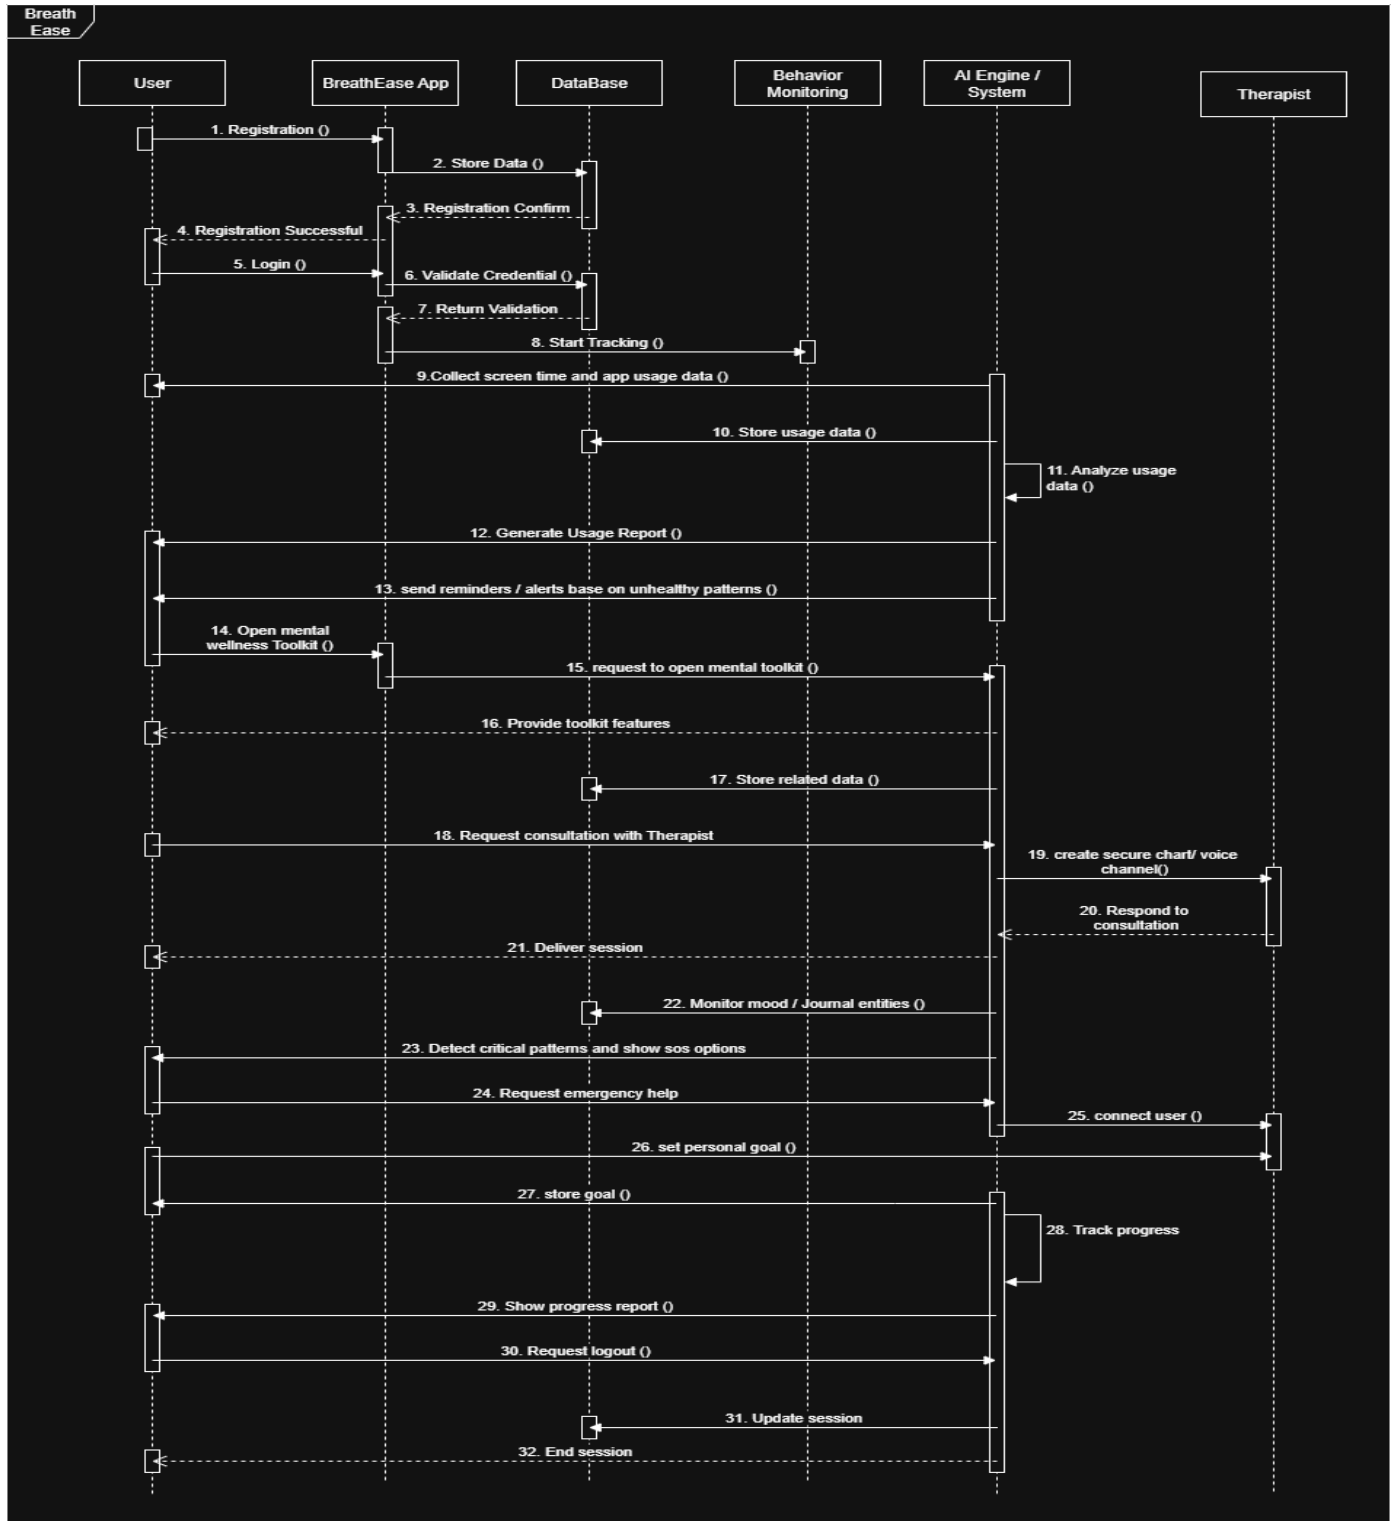 Breath
Ease
User
BreathEase App
DataBase
Behavior
Monitoring
AI Engine /
System
Therapist
1. Registration ()
2. Store Data ()
3. Registration Confirm
4. Registration Successful
5. Login ()
6. Validate Credential ()
7. Return Validation
8. Start Tracking ()
9.Collect screen time and app usage data ()
10. Store usage data ()
11. Analyze usage
data ()
12. Generate Usage Report ()
13. send reminders / alerts base on unhealthy patterns ()
14. Open mental
wellness Toolkit ()
15. request to open mental toolkit ()
16. Provide toolkit features
17. Store related data ()
18. Request consultation with Therapist
19. create secure chart/ voice
channel()
20. Respond to
consultation
21. Deliver session
22. Monitor mood / Journal entities ()
23. Detect critical patterns and show sos options
24. Request emergency help
25. connect user ()
26. set personal goal ()
27. store goal ()
28. Track progress
29. Show progress report ()
30. Request logout ()
31. Update session
32. End session